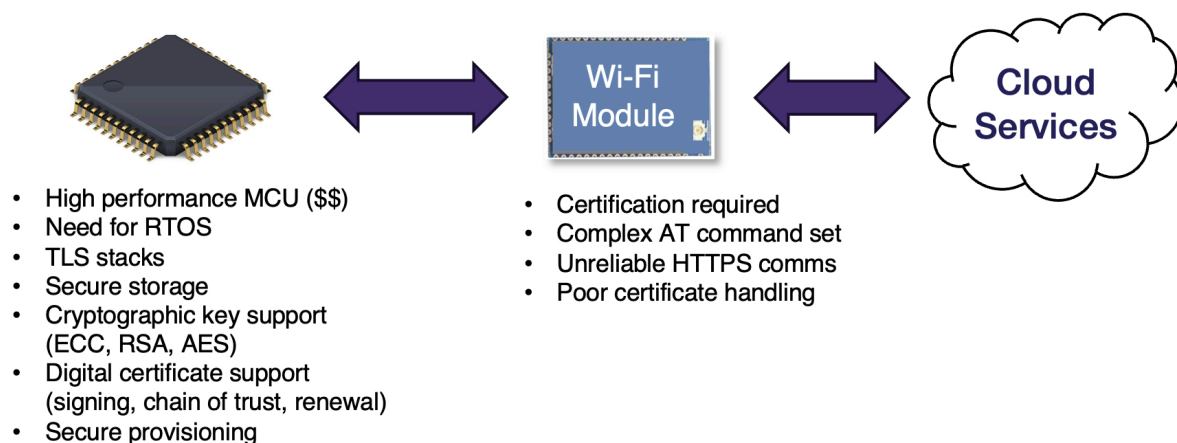 Wi-Fi
Module
Cloud
Services
• High performance MCU ($$)
• Need for RTOS
• TLS stacks
• Secure storage
• Cryptographic key support
(ECC, RSA, AES)
• Digital certificate support
(signing, chain of trust, renewal)
• Secure provisioning
• Certification required
• Complex AT command set
• Unreliable HTTPS comms
• Poor certificate handling